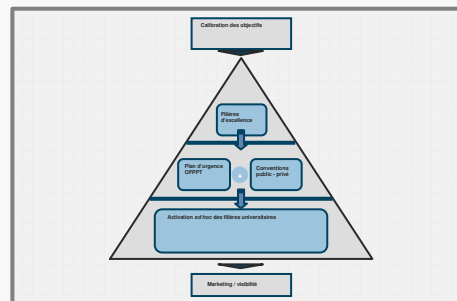 Calibration des objectifs
Filières
d'excellence
Plan d'urgence
OFPPT
Conventions
public - privé
Activation ad hoc des filières universitaires
Marketing / visibilité